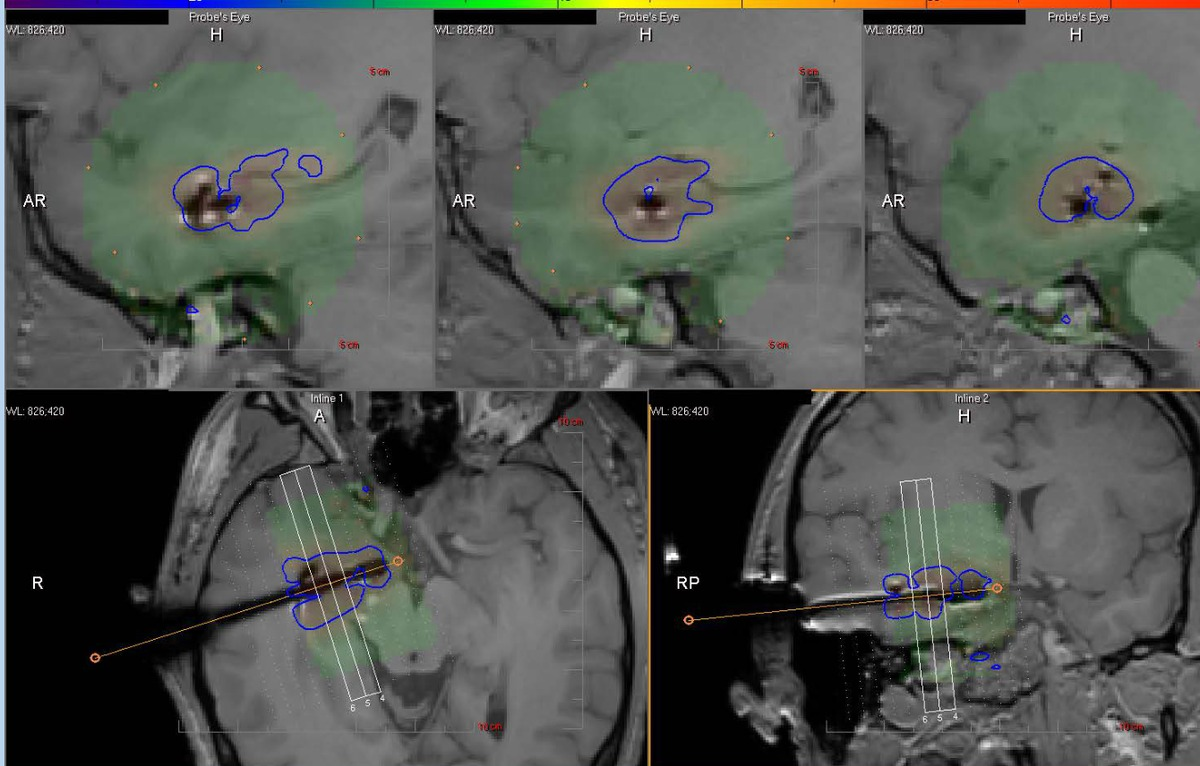 Probe's Eye Probe's Eye Probe's Eye
WL: 826;420 WL: 826;420 WL: 826;420
H H H
5 cm 5 cm
AR AR AR
5 cm 5 cm
Inline 1 Inline 2
WL: 826;420 WL: 826;420
A H
10 cm
R RP
6 5 4 6 5 4
10 cm 10 cm